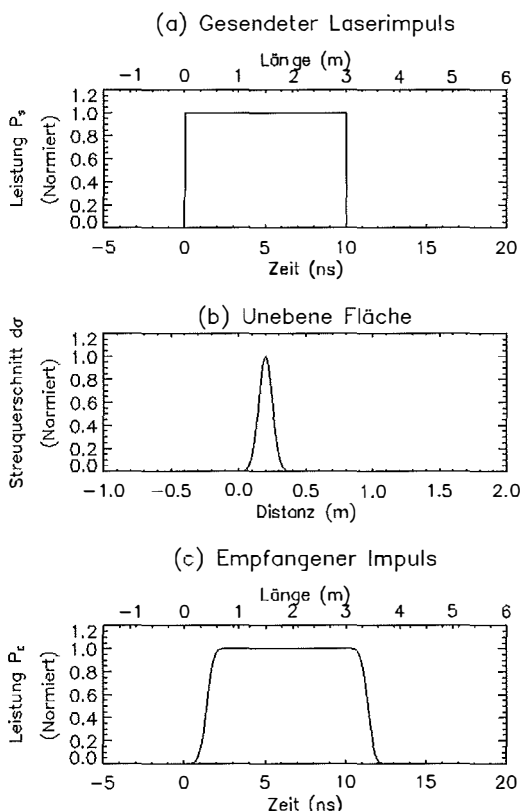 (a) Gesendeter Laserimpuls
Länge (m)
−1 0 1 2 3 4 5 6
Leistung Pₛ
(Normiert)
1.2
1.0
0.8
0.6
0.4
0.2
0.0
−5 0 5 10 15 20
Zeit (ns)
(b) Unebene Fläche
Streuquerschnitt dσ
(Normiert)
1.2
1.0
0.8
0.6
0.4
0.2
0.0
−1.0 −0.5 0.0 0.5 1.0 1.5 2.0
Distanz (m)
(c) Empfangener Impuls
Länge (m)
−1 0 1 2 3 4 5 6
Leistung P
(Normiert)
1.2
1.0
0.8
0.6
0.4
0.2
0.0
−5 0 5 10 15 20
Zeit (ns)